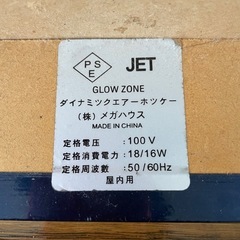 PSE JET
GLOW ZONE
ダイナミックエアーホッケー
(株)メガハウス
MADE IN CHINA
定格電圧:100V
定格消費電力:18/16W
定格周波数:50/60Hz
屋内用